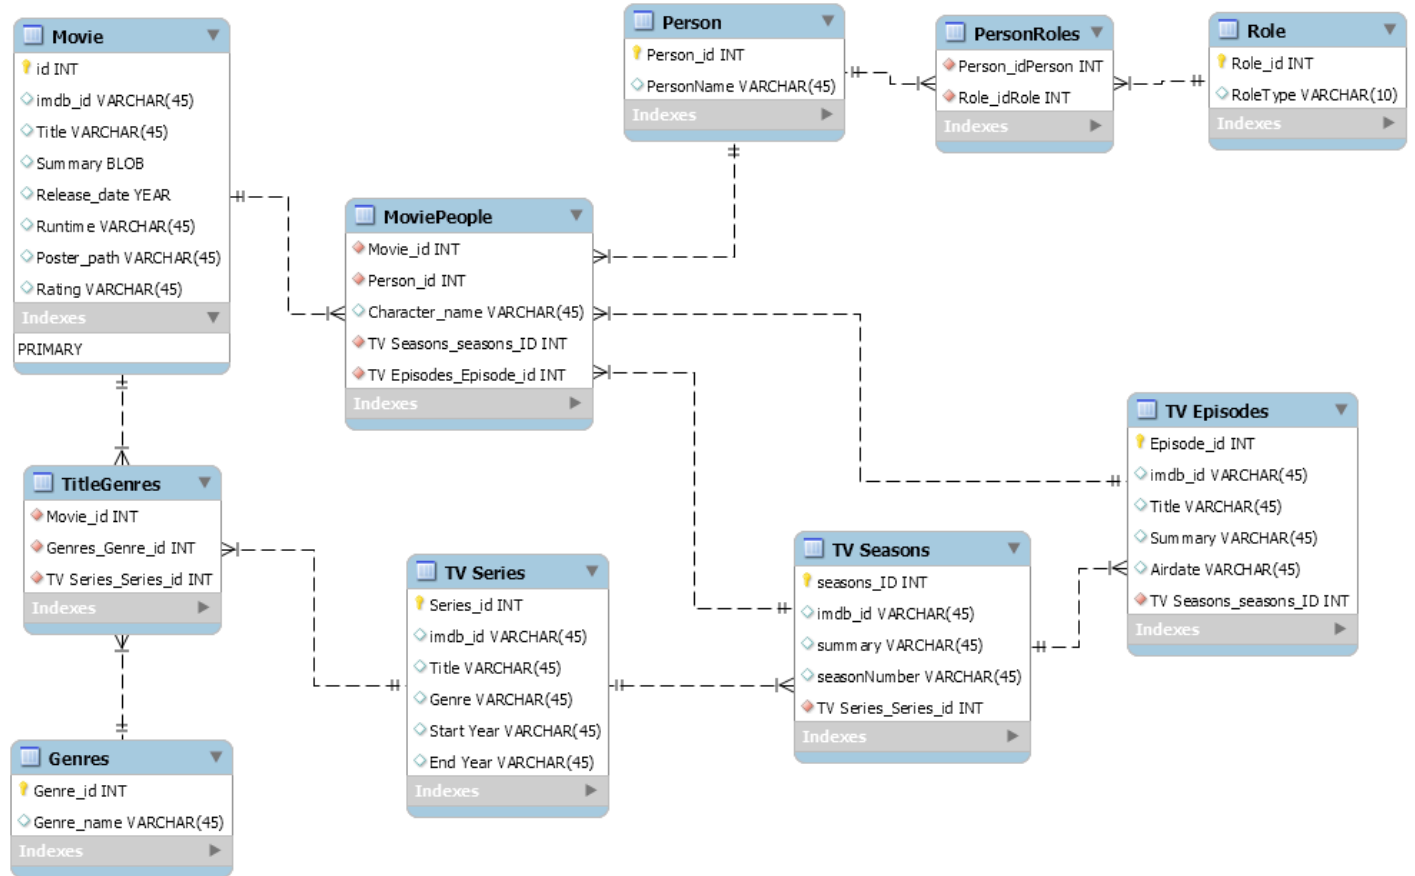 Movie
id INT
imdb_id VARCHAR(45)
Title VARCHAR(45)
Summary BLOB
Release_date YEAR
Runtime VARCHAR(45)
Poster_path VARCHAR(45)
Rating VARCHAR(45)
Indexes
PRIMARY
Person
Person_id INT
PersonName VARCHAR(45)
Indexes
PersonRoles
Person_idPerson INT
Role_idRole INT
Indexes
Role
Role_id INT
RoleType VARCHAR(10)
Indexes
MoviePeople
Movie_id INT
Person_id INT
Character_name VARCHAR(45)
TV Seasons_seasons_ID INT
TV Episodes_Episode_id INT
Indexes
TV Episodes
Episode_id INT
imdb_id VARCHAR(45)
Title VARCHAR(45)
Summary VARCHAR(45)
Airdate VARCHAR(45)
TV Seasons_seasons_ID INT
Indexes
TitleGenres
Movie_id INT
Genres_Genre_id INT
TV Series_Series_id INT
Indexes
TV Series
Series_id INT
imdb_id VARCHAR(45)
Title VARCHAR(45)
Genre VARCHAR(45)
Start Year VARCHAR(45)
End Year VARCHAR(45)
Indexes
TV Seasons
seasons_ID INT
imdb_id VARCHAR(45)
summary VARCHAR(45)
seasonNumber VARCHAR(45)
TV Series_Series_id INT
Indexes
Genres
Genre_id INT
Genre_name VARCHAR(45)
Indexes